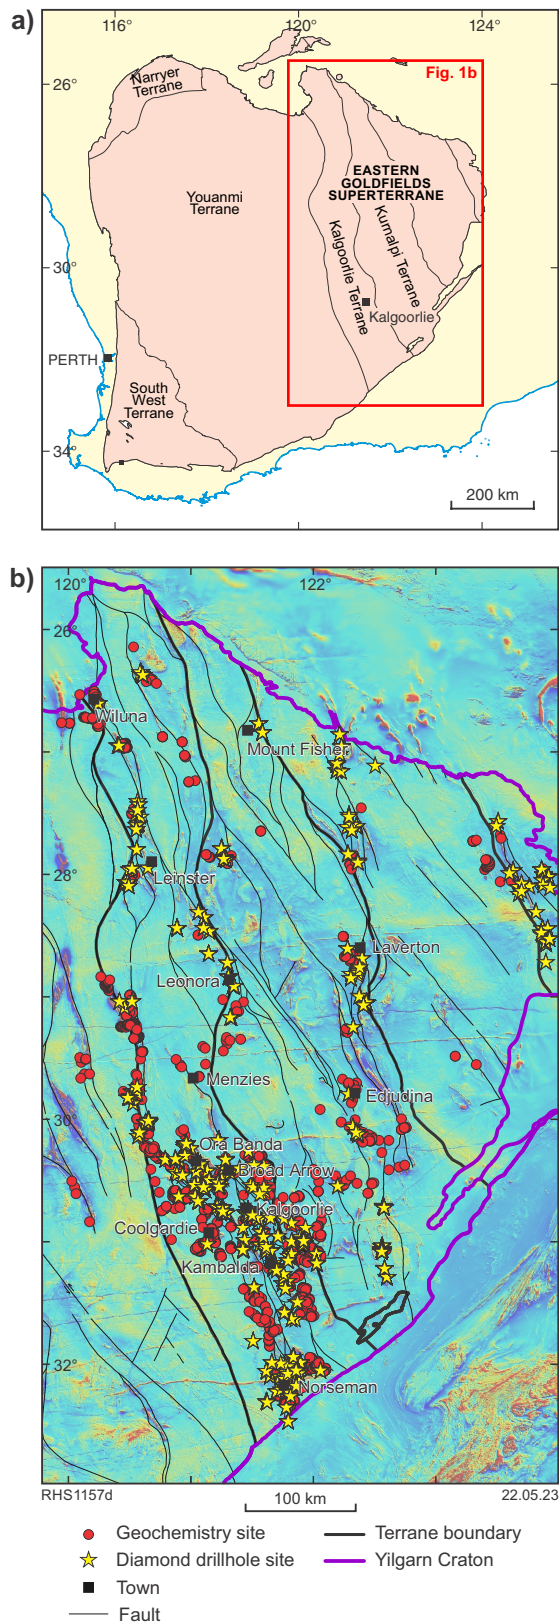 a)
116°
120°
124°
Narryer
Terrane
Fig. 1b
26°
EASTERN
GOLDFIELDS
SUPERTERRANE
Youanmi
Terrane
Kurnalpi Terrane
Kalgoorlie Terrane
30°
Kalgoorlie
PERTH
South
West
Terrane
34°
200 km
b)
120°
122°
26°
Wiluna
Mount Fisher
28°
Leinster
Laverton
Leonora
Menzies
Edjudina
30°
Ora Banda
Broad Arrow
Kalgoorlie
Coolgardie
Kambalda
32°
Norseman
RHS1157d
22.05.23
100 km
Geochemistry site
Terrane boundary
Diamond drillhole site
Yilgarn Craton
Town
Fault